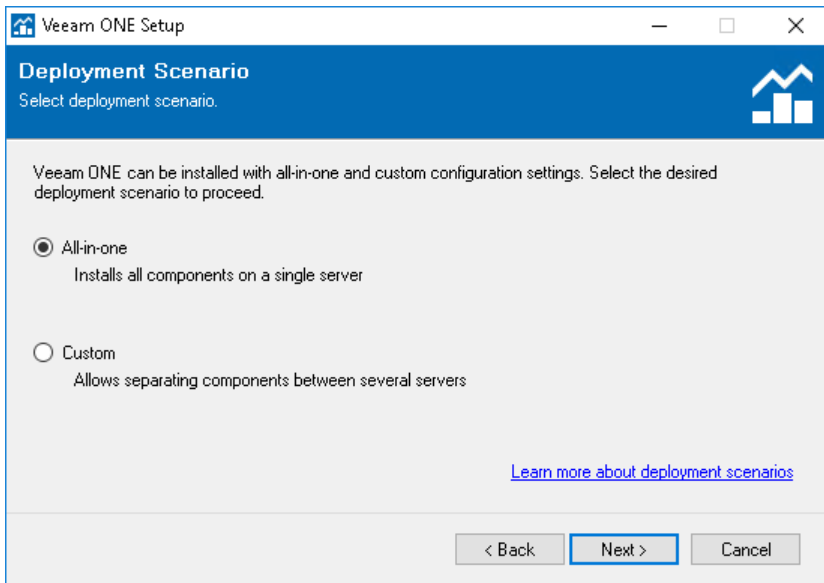 Veeam ONE Setup
Deployment Scenario
Select deployment scenario.
Veeam ONE can be installed with all-in-one and custom configuration settings. Select the desired
deployment scenario to proceed.
All-in-one
Installs all components on a single server
Custom
Allows separating components between several servers
Learn more about deployment scenarios
< Back Next > Cancel